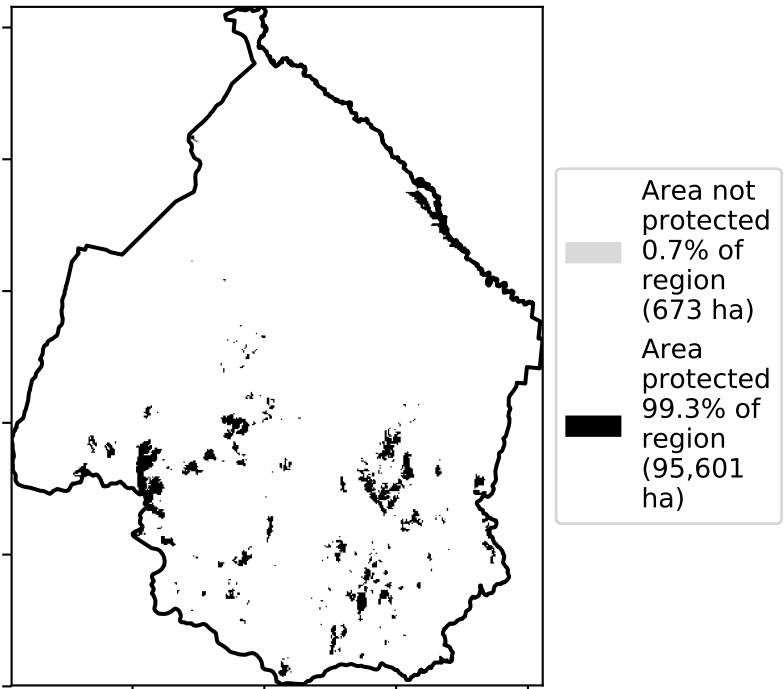 Area not
protected
0.7% of
region
(673 ha)
Area
protected
99.3% of
region
(95,601
ha)